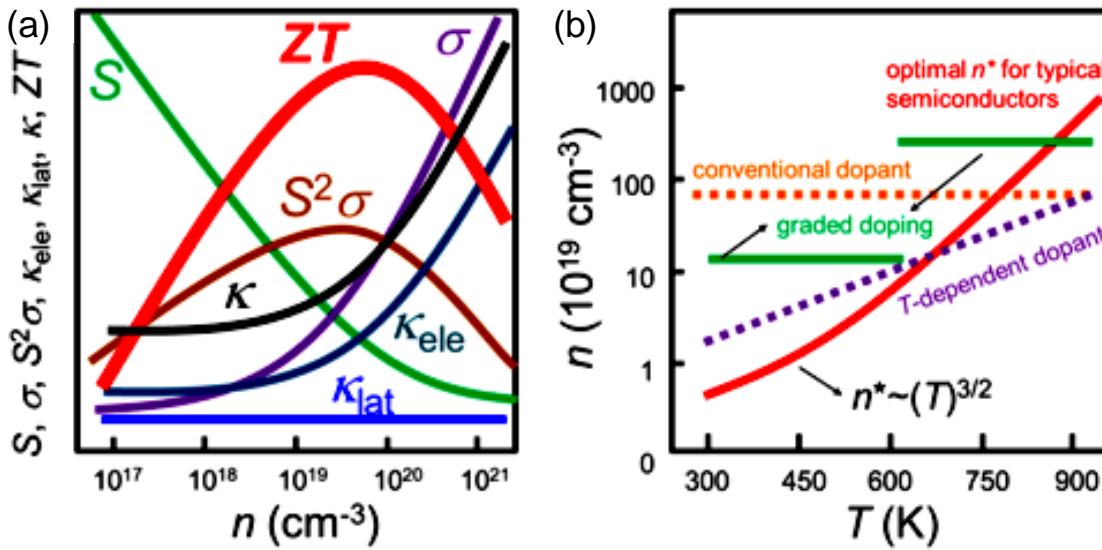 (a)
S, σ, S²σ, κele, κlat, κ, ZT
S
ZT
σ
S²σ
κ
κele
κlat
10¹⁷ 10¹⁸ 10¹⁹ 10²⁰ 10²¹
n (cm⁻³)
(b)
n (10¹⁹ cm⁻³)
1000
100
10
1
0
optimal n* for typical
semiconductors
conventional dopant
graded doping
T-dependent dopant
n*~(T)³/²
300 450 600 750 900
T (K)